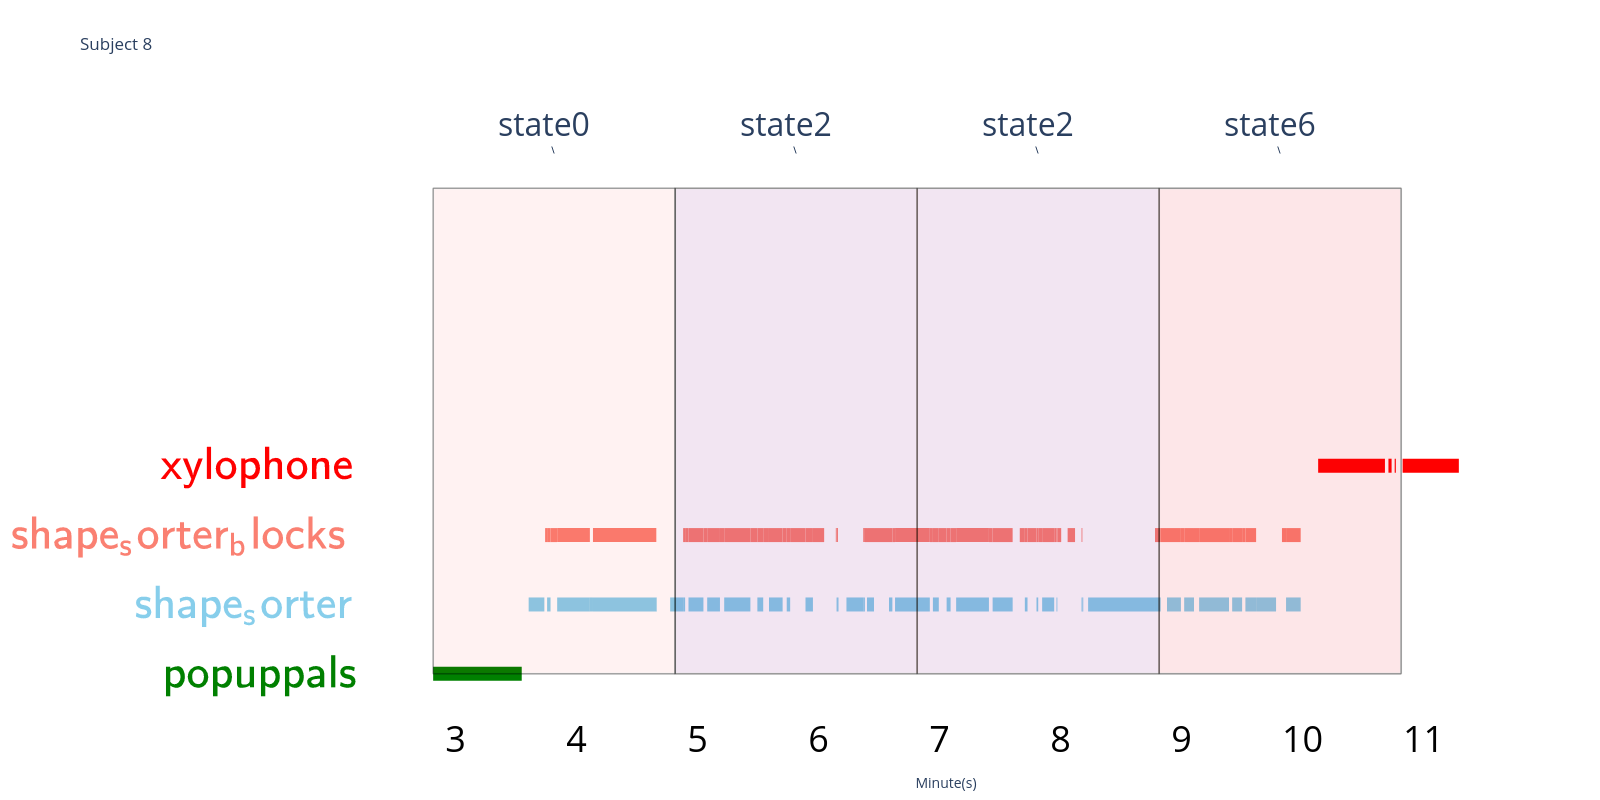 Subject 8
state0 state2 state2 state6
xylophone
shapesorterblocks
shapesorter
popuppals
3 4 5 6 7 8 9 10 11
Minute(s)